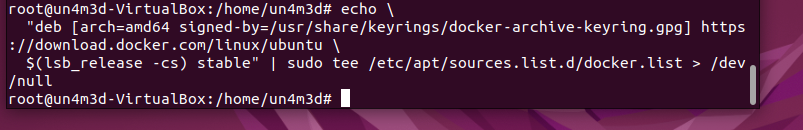 root@un4m3d-VirtualBox:/home/un4m3d# echo \
  "deb [arch=amd64 signed-by=/usr/share/keyrings/docker-archive-keyring.gpg] https
://download.docker.com/linux/ubuntu \
  $(lsb_release -cs) stable" | sudo tee /etc/apt/sources.list.d/docker.list > /dev
/null
root@un4m3d-VirtualBox:/home/un4m3d#